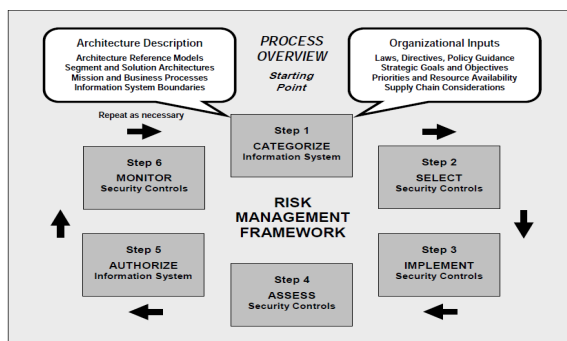 Architecture Description
Architecture Reference Models
Segment and Solution Architectures
Mission and Business Processes
Information System Boundaries
PROCESS
OVERVIEW
Starting
Point
Organizational Inputs
Laws, Directives, Policy Guidance
Strategic Goals and Objectives
Priorities and Resource Availability
Supply Chain Considerations
Repeat as necessary
Step 1
CATEGORIZE
Information System
Step 6
MONITOR
Security Controls
Step 2
SELECT
Security Controls
RISK
MANAGEMENT
FRAMEWORK
Step 5
AUTHORIZE
Information System
Step 3
IMPLEMENT
Security Controls
Step 4
ASSESS
Security Controls